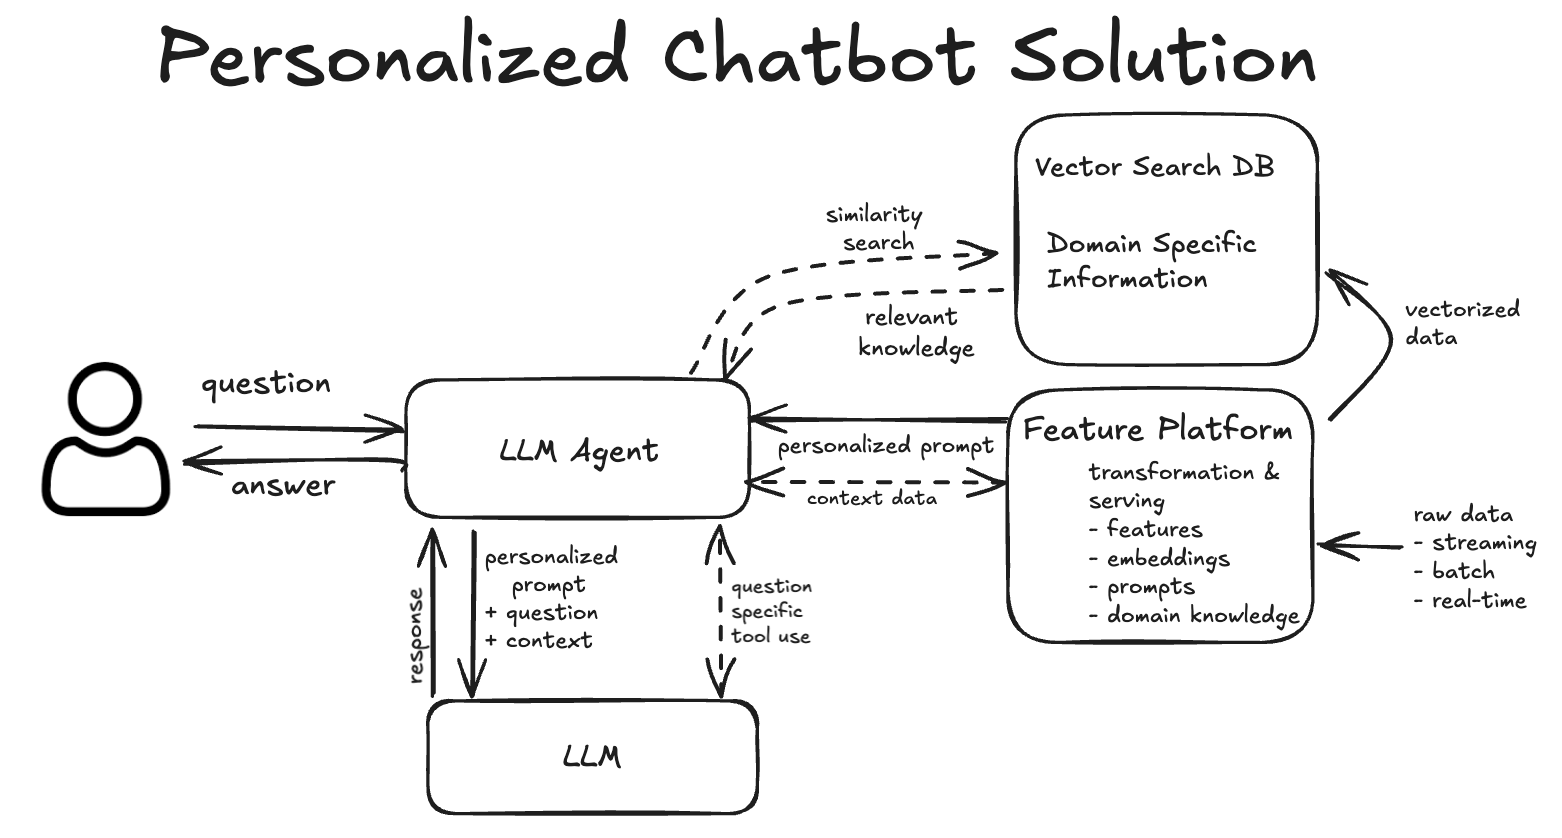 Personalized Chatbot Solution
Vector Search DB
Domain Specific
Information
similarity
search
relevant
knowledge
vectorized
data
question
answer
LLM Agent
personalized prompt
context data
Feature Platform
transformation &
serving
- features
- embeddings
- prompts
- domain knowledge
raw data
- streaming
- batch
- real-time
response
personalized
prompt
+ question
+ context
question
specific
tool use
LLM